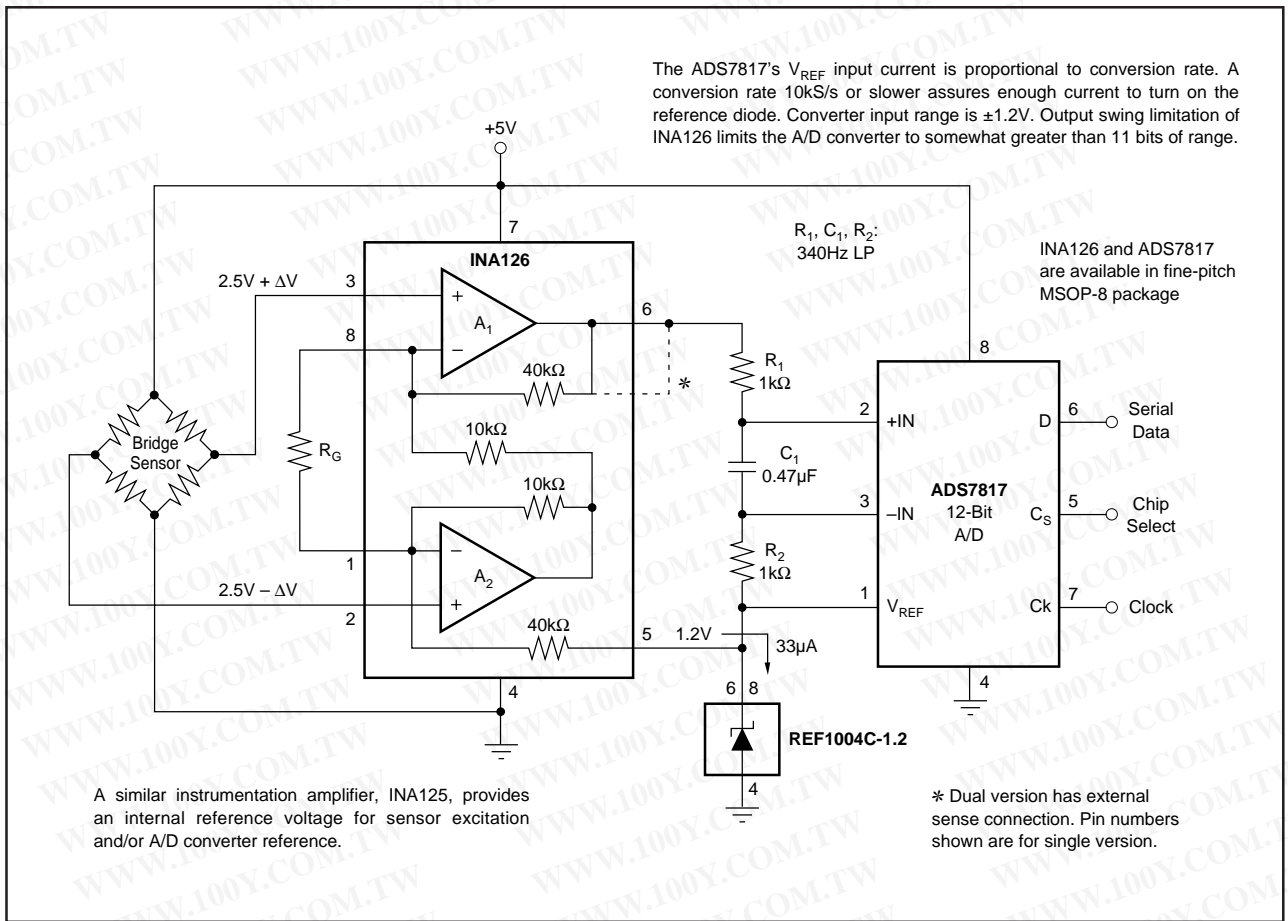 The ADS7817's VREF input current is proportional to conversion rate. A
conversion rate 10kS/s or slower assures enough current to turn on the
reference diode. Converter input range is ±1.2V. Output swing limitation of
INA126 limits the A/D converter to somewhat greater than 11 bits of range.
+5V
7
R1, C1, R2:
340Hz LP
INA126 and ADS7817
are available in fine-pitch
MSOP-8 package
INA126
2.5V + ΔV
3
+
A1
–
6
8
8
40kΩ
*
R1
1kΩ
2
+IN
D
6
Serial
Data
Bridge
Sensor
RG
10kΩ
10kΩ
C1
0.47µF
ADS7817
12-Bit
A/D
3
–IN
CS
5
Chip
Select
1
–
A2
+
R2
1kΩ
2.5V – ΔV
2
1
VREF
Ck
7
Clock
40kΩ
5
1.2V
33µA
4
4
6 8
REF1004C-1.2
4
A similar instrumentation amplifier, INA125, provides
an internal reference voltage for sensor excitation
and/or A/D converter reference.
* Dual version has external
sense connection. Pin numbers
shown are for single version.
WWW.100Y.COM.TW